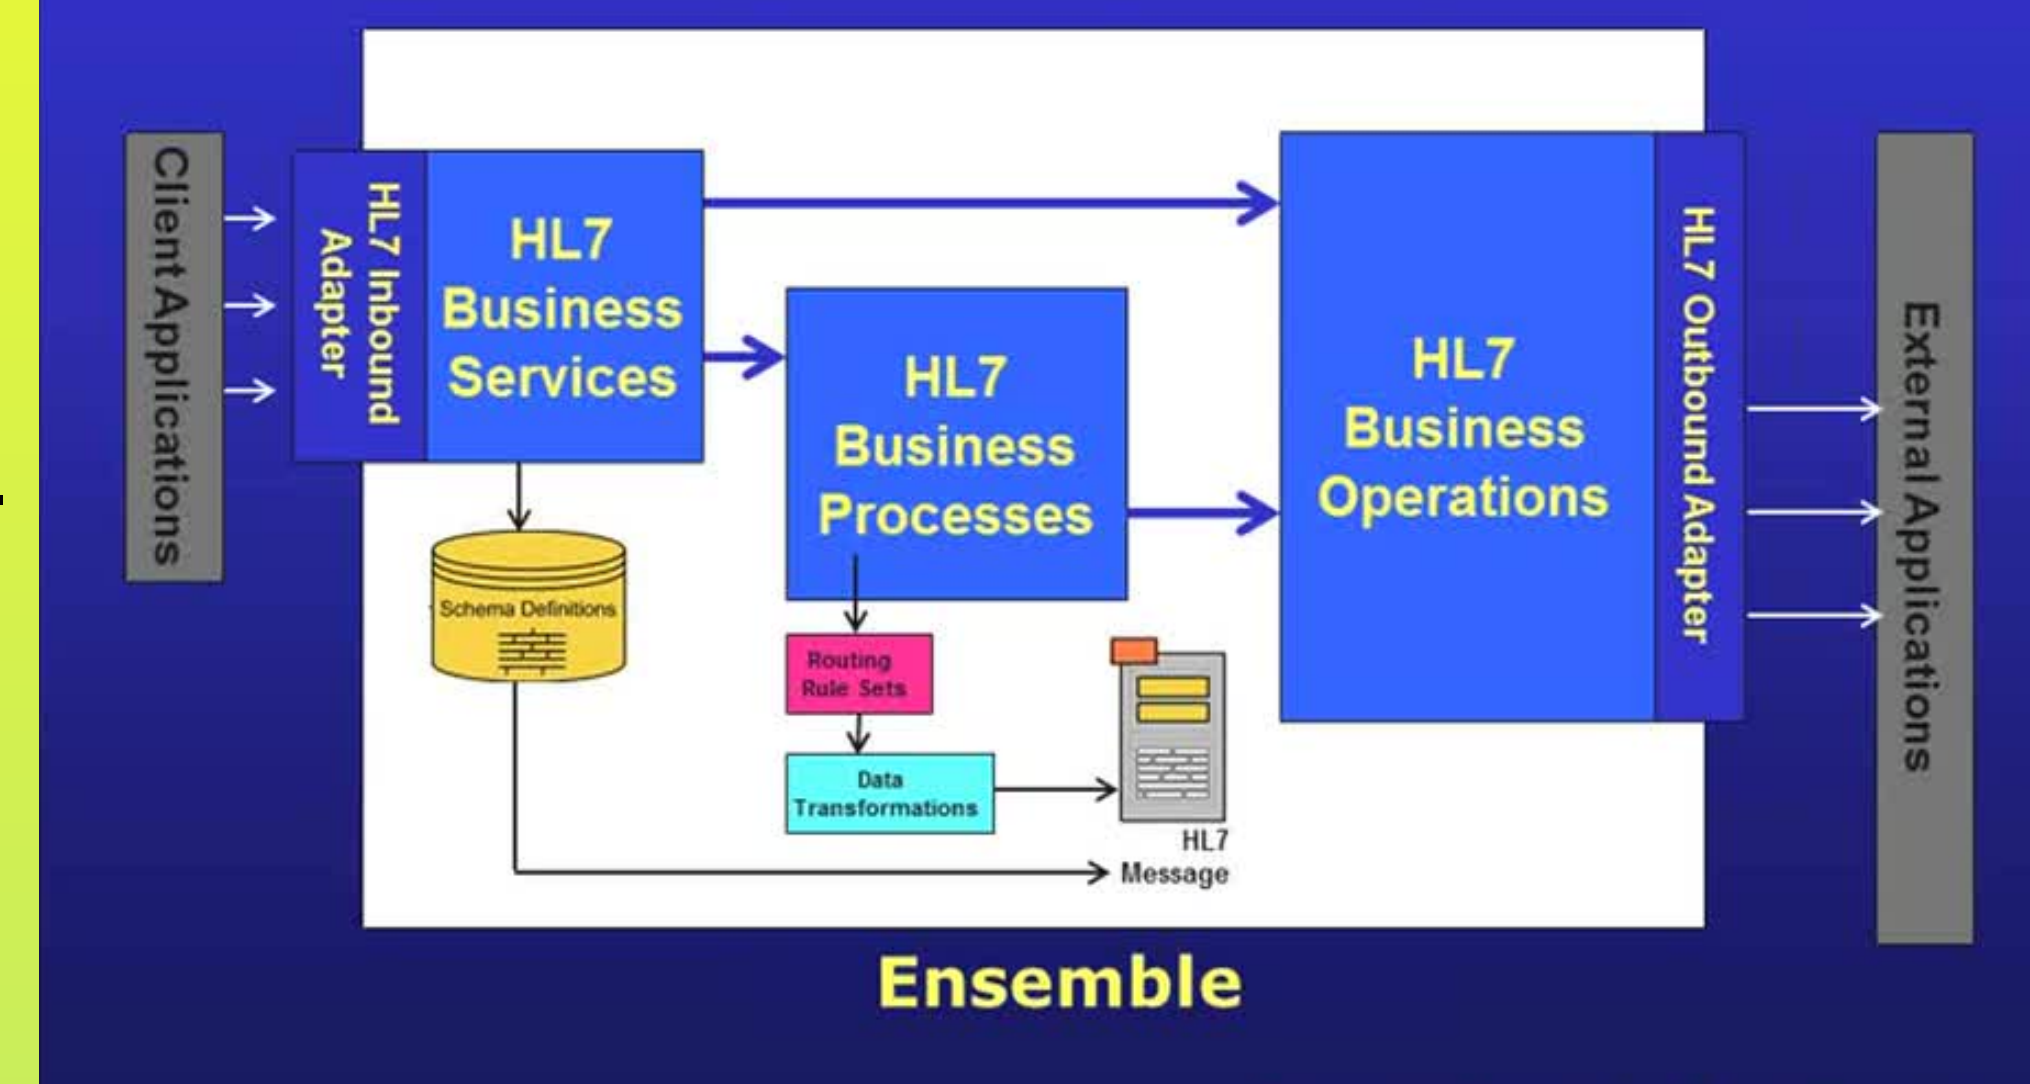 Client Applications
HL7 Inbound
Adapter
HL7
Business
Services
HL7
Business
Processes
HL7
Business
Operations
HL7 Outbound Adapter
External Applications
Schema Definitions
Routing
Rule Sets
Data
Transformations
HL7
Message
Ensemble